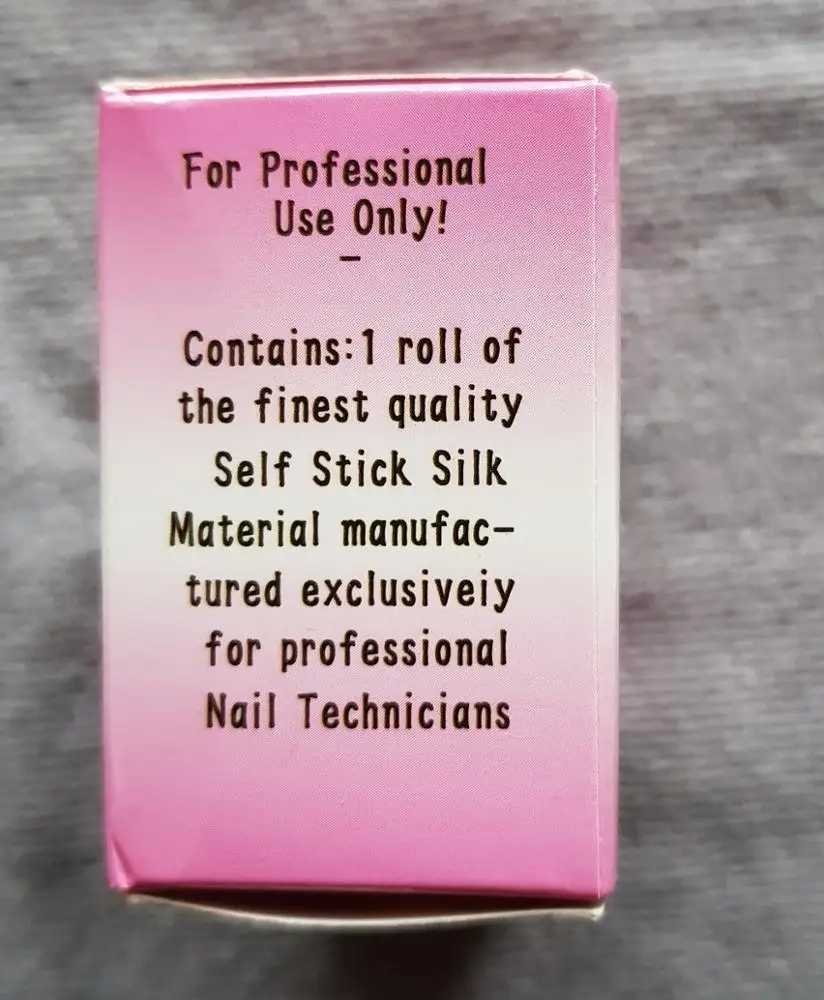 For Professional
Use Only!
–
Contains:1 roll of
the finest quality
Self Stick Silk
Material manufac–
tured exclusiveiy
for professional
Nail Technicians